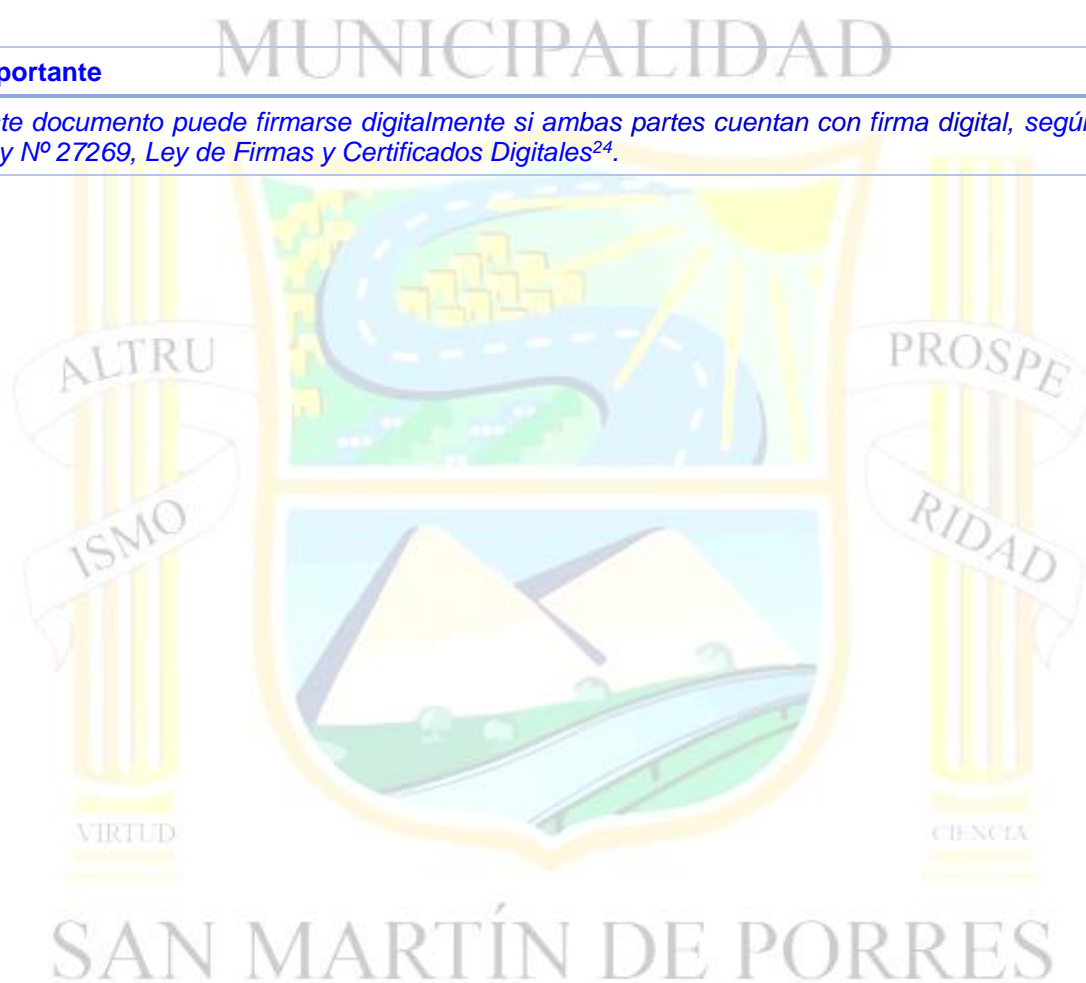 MUNICIPALIDAD
portante
te documento puede firmarse digitalmente si ambas partes cuentan con firma digital, según
y Nº 27269, Ley de Firmas y Certificados Digitales²⁴.
ALTRU
ISMO
PROSPE
RIDAD
VIRTUD
CIENCIA
SAN MARTÍN DE PORRES